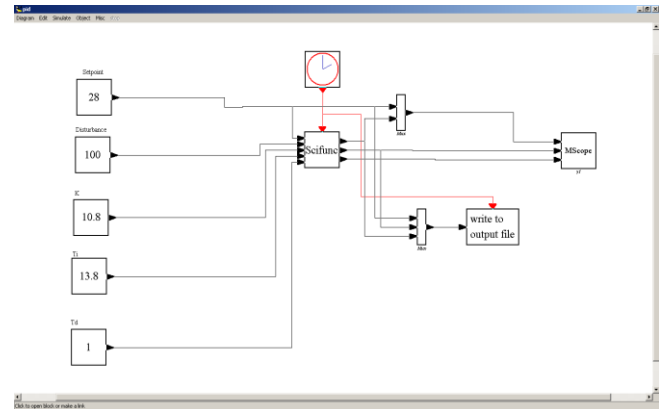 pid
Diagram Edit Simulate Object Misc
Setpoint
28
Disturbance
100
K
10.8
Ti
13.8
Td
1
Scifunc
Mux
MScope
Mux
write to
output file
Click to open block or make a link